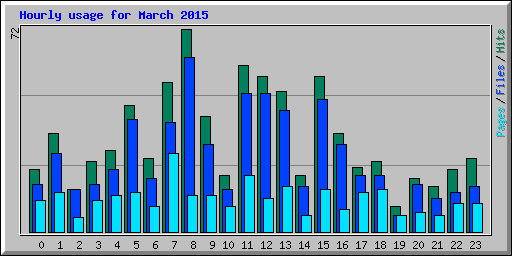 Hourly usage for March 2015
72
Pages/Files/Hits
0 1 2 3 4 5 6 7 8 9 10 11 12 13 14 15 16 17 18 19 20 21 22 23